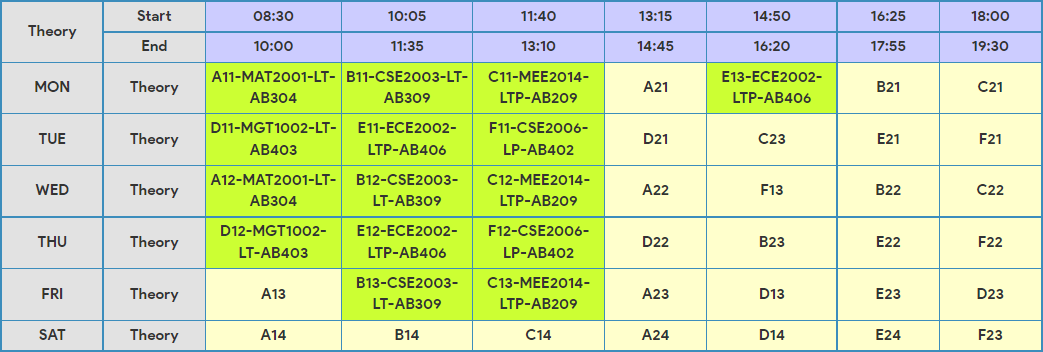 Theory Start 08:30 10:05 11:40 13:15 14:50 16:25 18:00
End 10:00 11:35 13:10 14:45 16:20 17:55 19:30
MON Theory A11-MAT2001-LT-AB304 B11-CSE2003-LT-AB309 C11-MEE2014-LTP-AB209 A21 E13-ECE2002-LTP-AB406 B21 C21
TUE Theory D11-MGT1002-LT-AB403 E11-ECE2002-LTP-AB406 F11-CSE2006-LP-AB402 D21 C23 E21 F21
WED Theory A12-MAT2001-LT-AB304 B12-CSE2003-LT-AB309 C12-MEE2014-LTP-AB209 A22 F13 B22 C22
THU Theory D12-MGT1002-LT-AB403 E12-ECE2002-LTP-AB406 F12-CSE2006-LP-AB402 D22 B23 E22 F22
FRI Theory A13 B13-CSE2003-LT-AB309 C13-MEE2014-LTP-AB209 A23 D13 E23 D23
SAT Theory A14 B14 C14 A24 D14 E24 F23